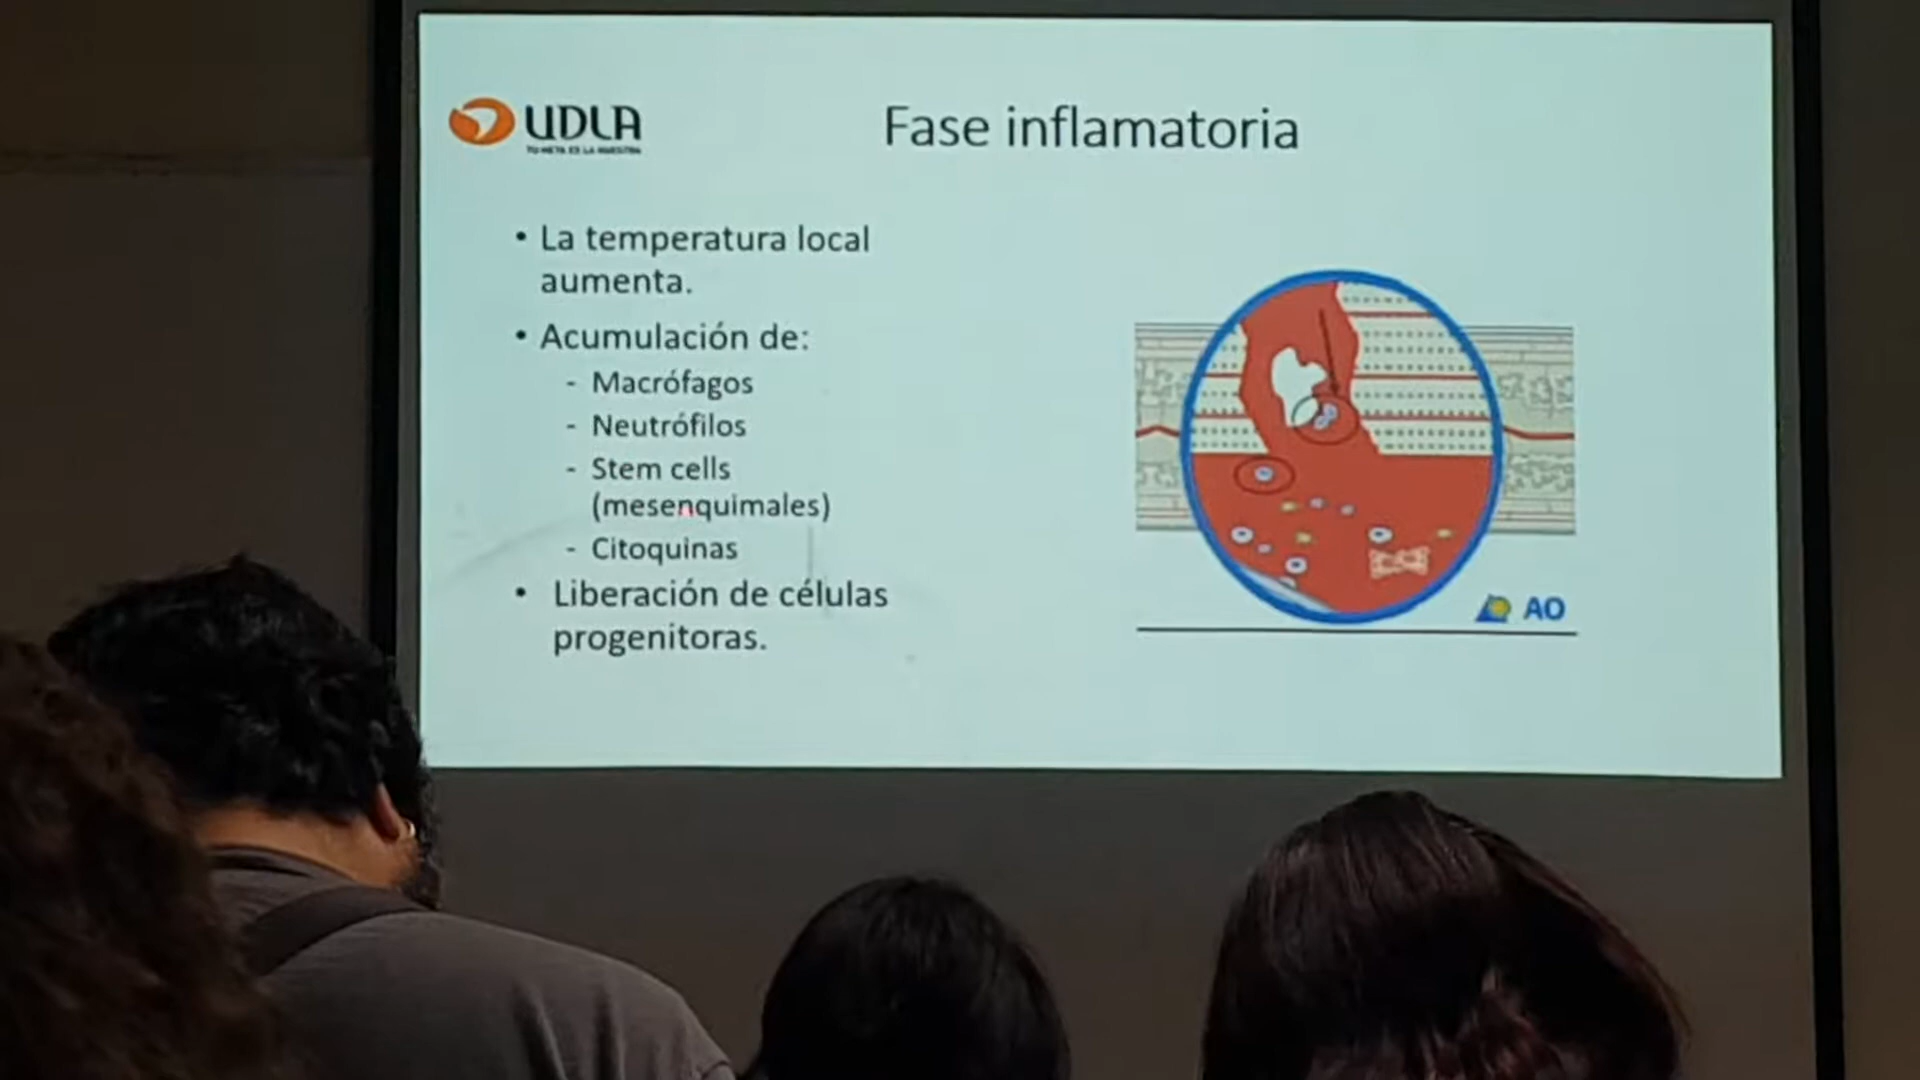 UDLA
TU META ES LA NUESTRA
Fase inflamatoria
• La temperatura local
aumenta.
• Acumulación de:
- Macrófagos
- Neutrófilos
- Stem cells
(mesenquimales)
- Citoquinas
• Liberación de células
progenitoras.
AO